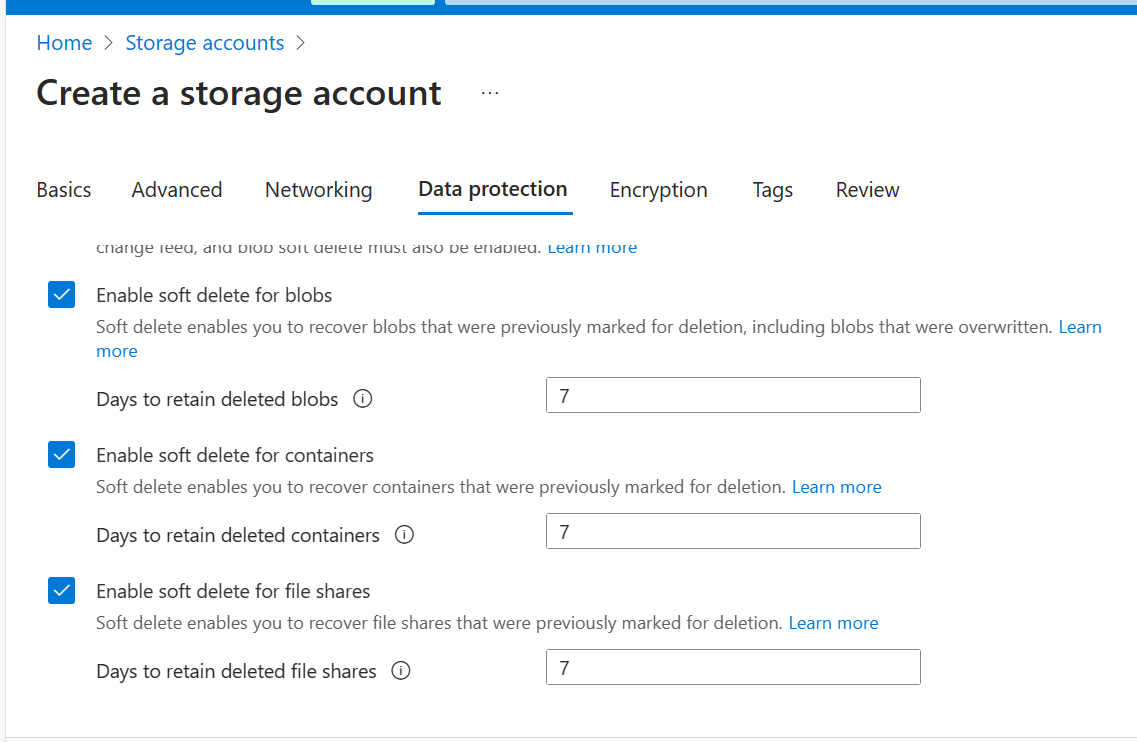 Home > Storage accounts >
Create a storage account ...
Basics Advanced Networking Data protection Encryption Tags Review
change feed, and blob soft delete must also be enabled. Learn more
Enable soft delete for blobs
Soft delete enables you to recover blobs that were previously marked for deletion, including blobs that were overwritten. Learn
more
Days to retain deleted blobs 7
Enable soft delete for containers
Soft delete enables you to recover containers that were previously marked for deletion. Learn more
Days to retain deleted containers 7
Enable soft delete for file shares
Soft delete enables you to recover file shares that were previously marked for deletion. Learn more
Days to retain deleted file shares 7